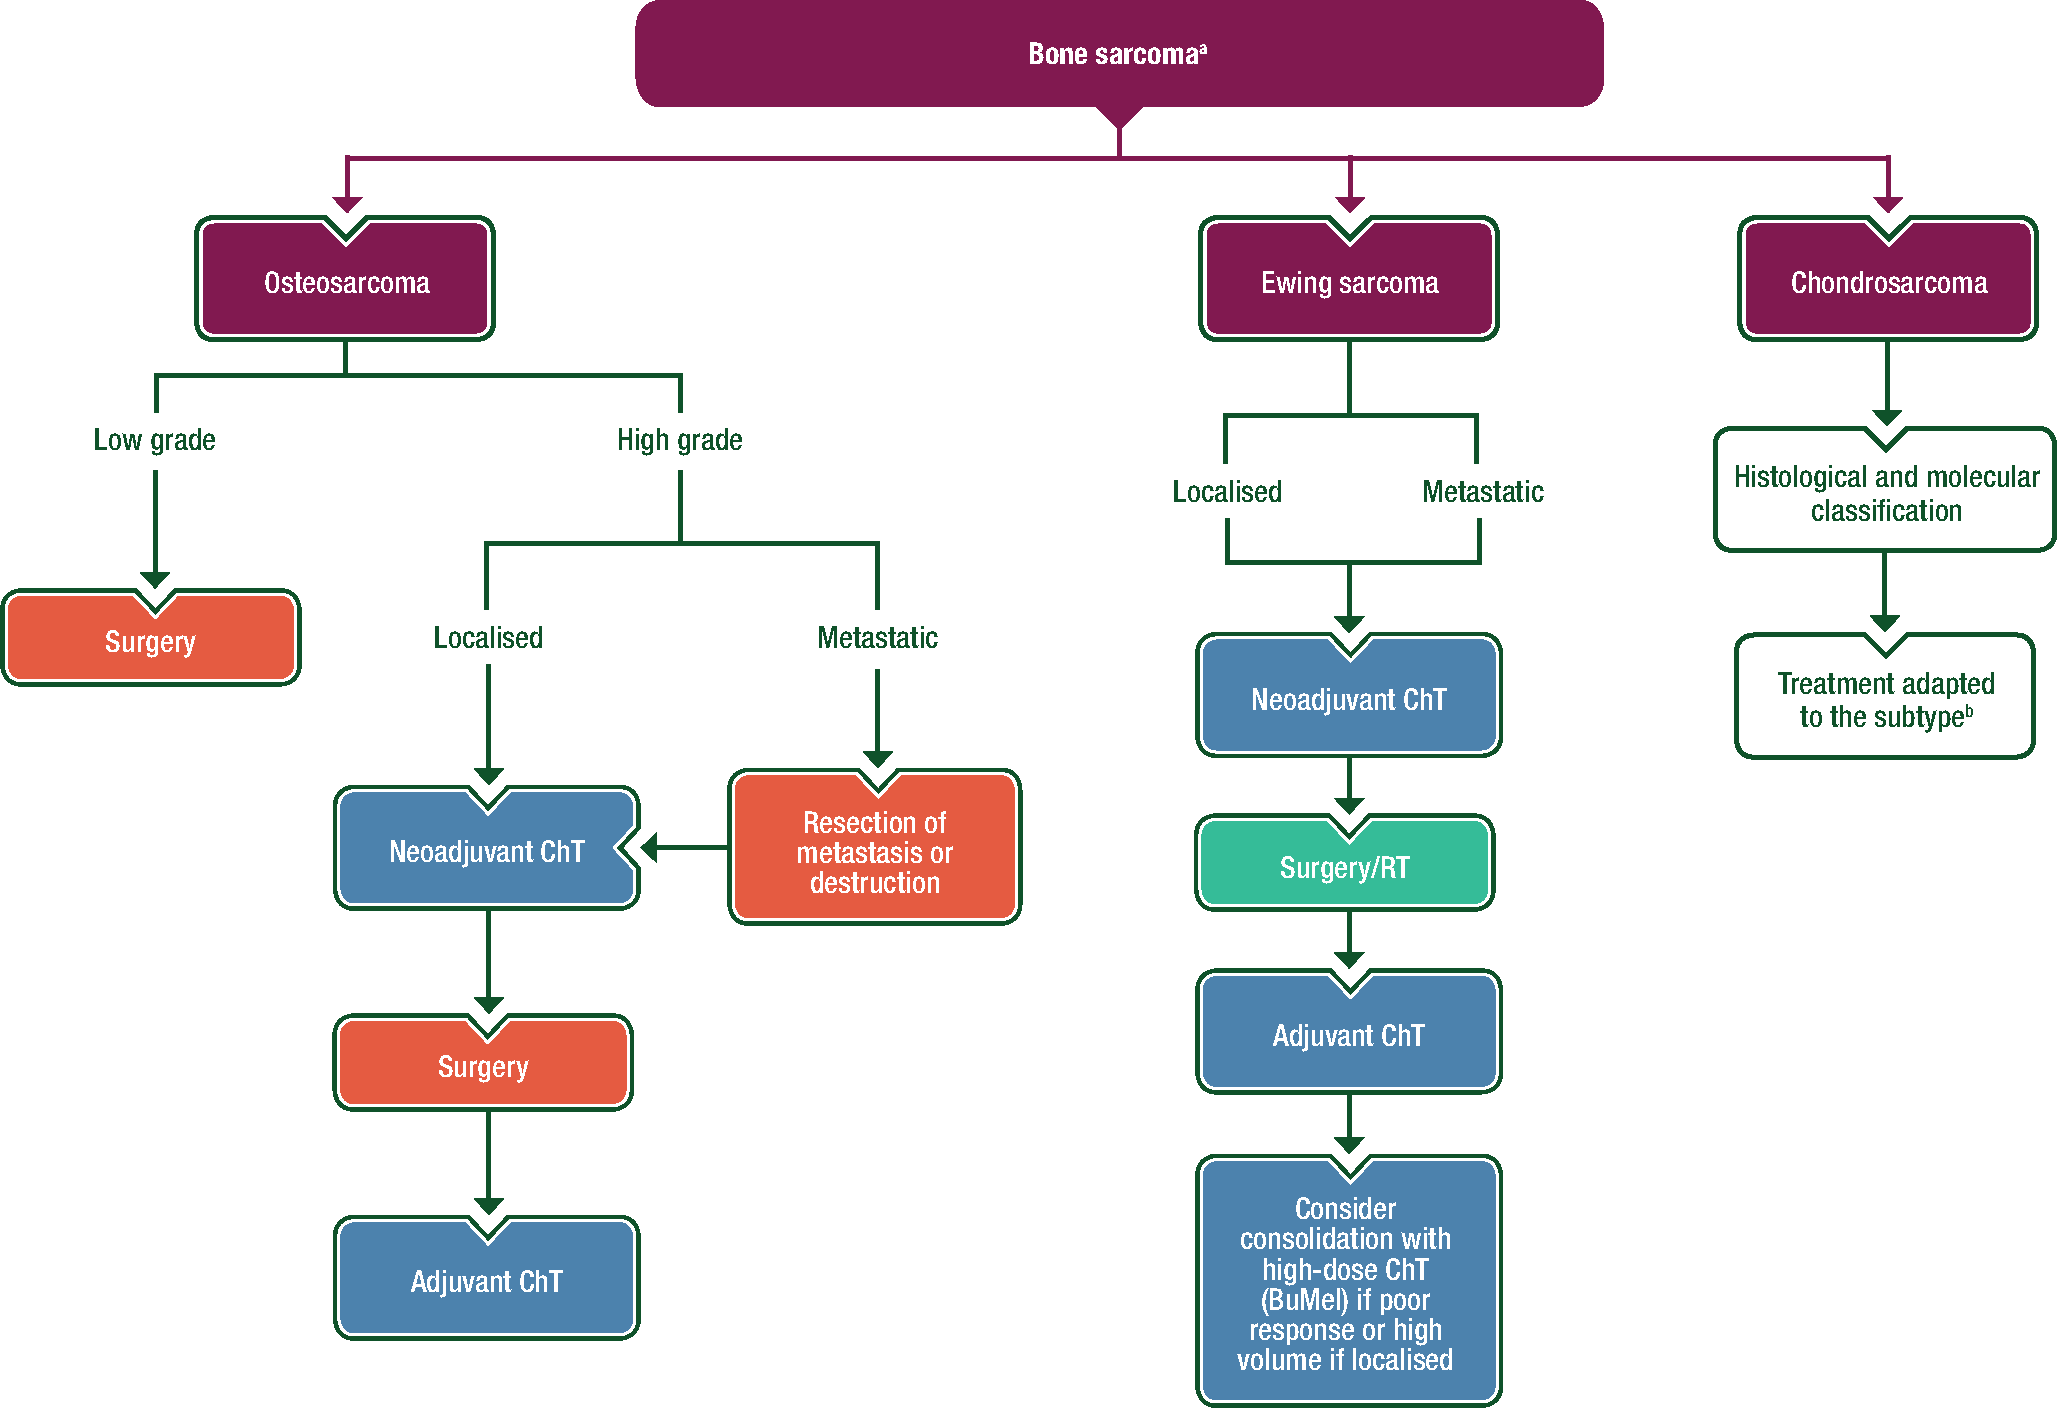 Bone sarcomaª
Osteosarcoma
Ewing sarcoma
Chondrosarcoma
Low grade
High grade
Localised
Metastatic
Histological and molecular
classification
Surgery
Localised
Metastatic
Neoadjuvant ChT
Treatment adapted
to the subtypeᵇ
Neoadjuvant ChT
Resection of
metastasis or
destruction
Surgery/RT
Surgery
Adjuvant ChT
Adjuvant ChT
Consider
consolidation with
high-dose ChT
(BuMel) if poor
response or high
volume if localised